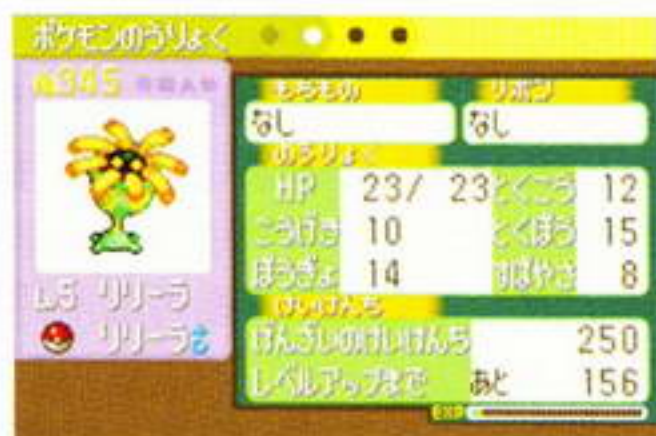 ポケモンのうりょく
№345
Lv5 リリーラ
リリーラ♂
もちもの リボン
なし なし
のうりょく
HP 23/ 23 とくこう 12
こうげき 10 とくぼう 15
ぼうぎょ 14 すばやさ 8
けいけんち
げんざいのけいけんち 250
レベルアップまで あと 156
EXP